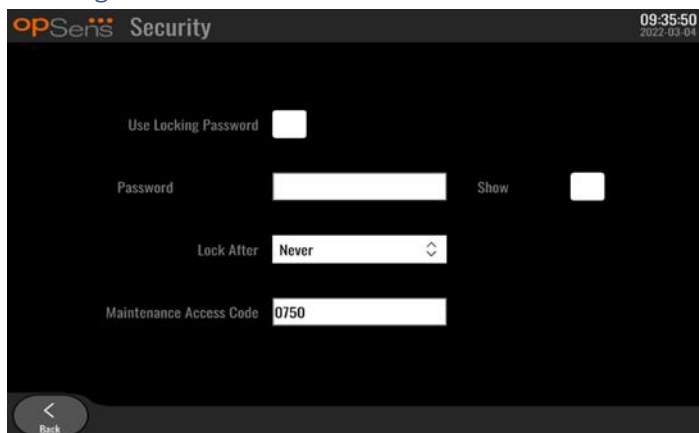 opSens Security
09:35:50
2022-03-04
Use Locking Password
Password
Show
Lock After Never
Maintenance Access Code 0750
Back